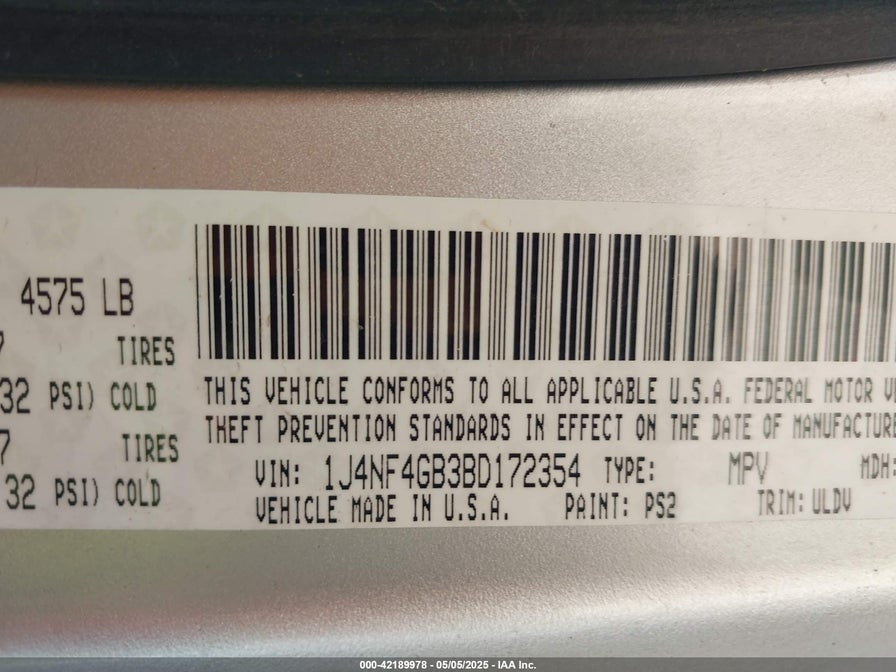 4575 LB
7 TIRES
32 PSI) COLD
7 TIRES
32 PSI) COLD
THIS VEHICLE CONFORMS TO ALL APPLICABLE U.S.A. FEDERAL MOTOR
THEFT PREVENTION STANDARDS IN EFFECT ON THE DATE OF MANUFACTURE
VIN: 1J4NF4GB3BD172354 TYPE: MPV MDH:
VEHICLE MADE IN U.S.A. PAINT: PS2 TRIM: ULDV
000-42189978 - 05/05/2025 - IAA Inc.